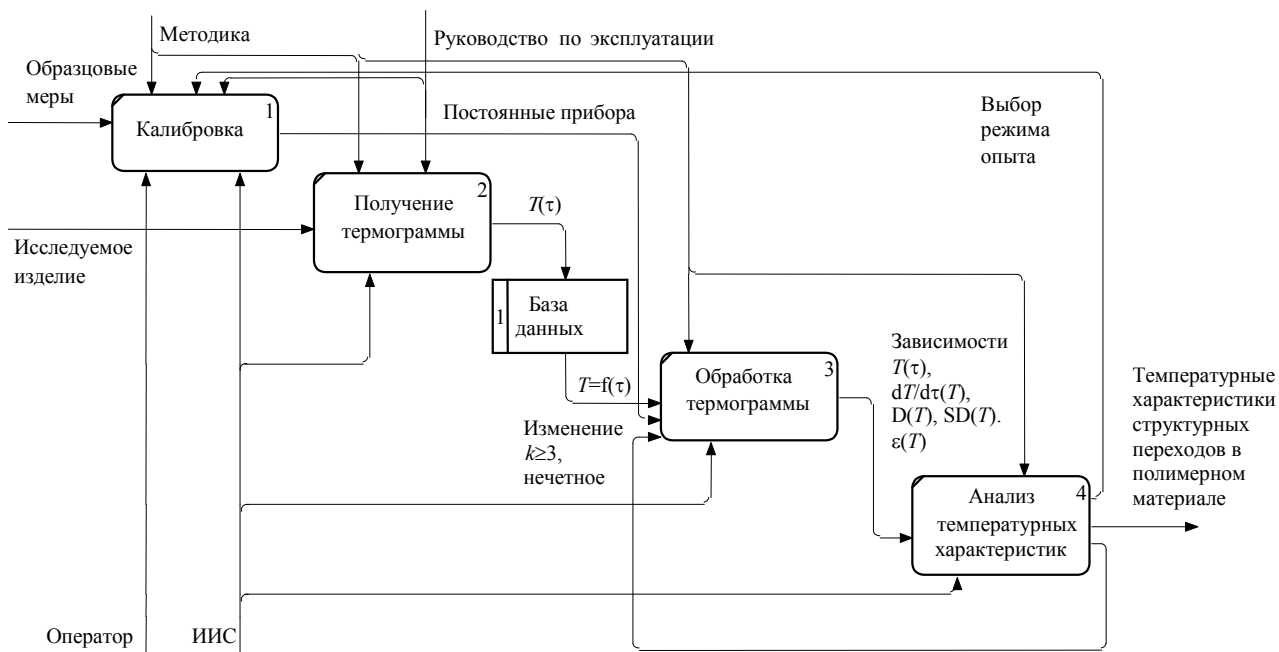 Методика
Руководство по эксплуатации
Образцовые
меры
Калибровка
1
Постоянные прибора
Выбор
режима
опыта
Получение
термограммы
2
T(τ)
Исследуемое
изделие
1
База
данных
T=f(τ)
Обработка
термограммы
3
Зависимости
T(τ),
dT/dτ(T),
D(T), SD(T).
ε(T)
Температурные
характеристики
структурных
переходов в
полимерном
материале
Изменение
k≥3,
нечетное
Анализ
температурных
характеристик
4
Оператор
ИИС